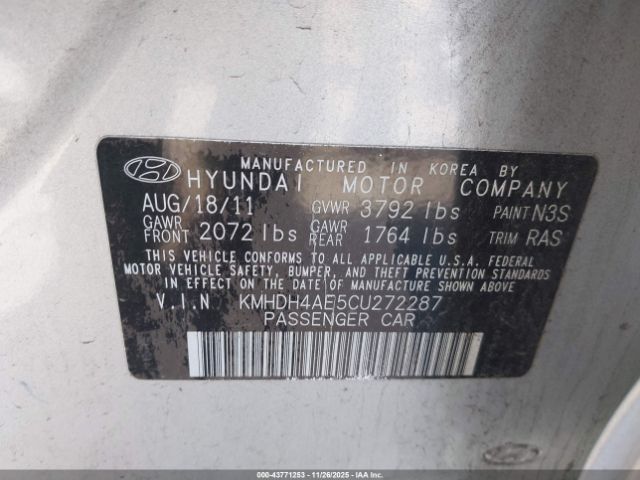 MANUFACTURED IN KOREA BY
HYUNDAI MOTOR COMPANY
AUG/18/11 GVWR 3792 lbs PAINT N3S
GAWR FRONT 2072 lbs GAWR REAR 1764 lbs TRIM RAS
THIS VEHICLE CONFORMS TO ALL APPLICABLE U.S.A. FEDERAL
MOTOR VEHICLE SAFETY, BUMPER, AND THEFT PREVENTION STANDARDS
IN EFFECT ON THE DATE OF MANUFACTURE SHOWN ABOVE.
V.I.N KMHDH4AE5CU272287
PASSENGER CAR
000-43771253 11/26/2025 COPART